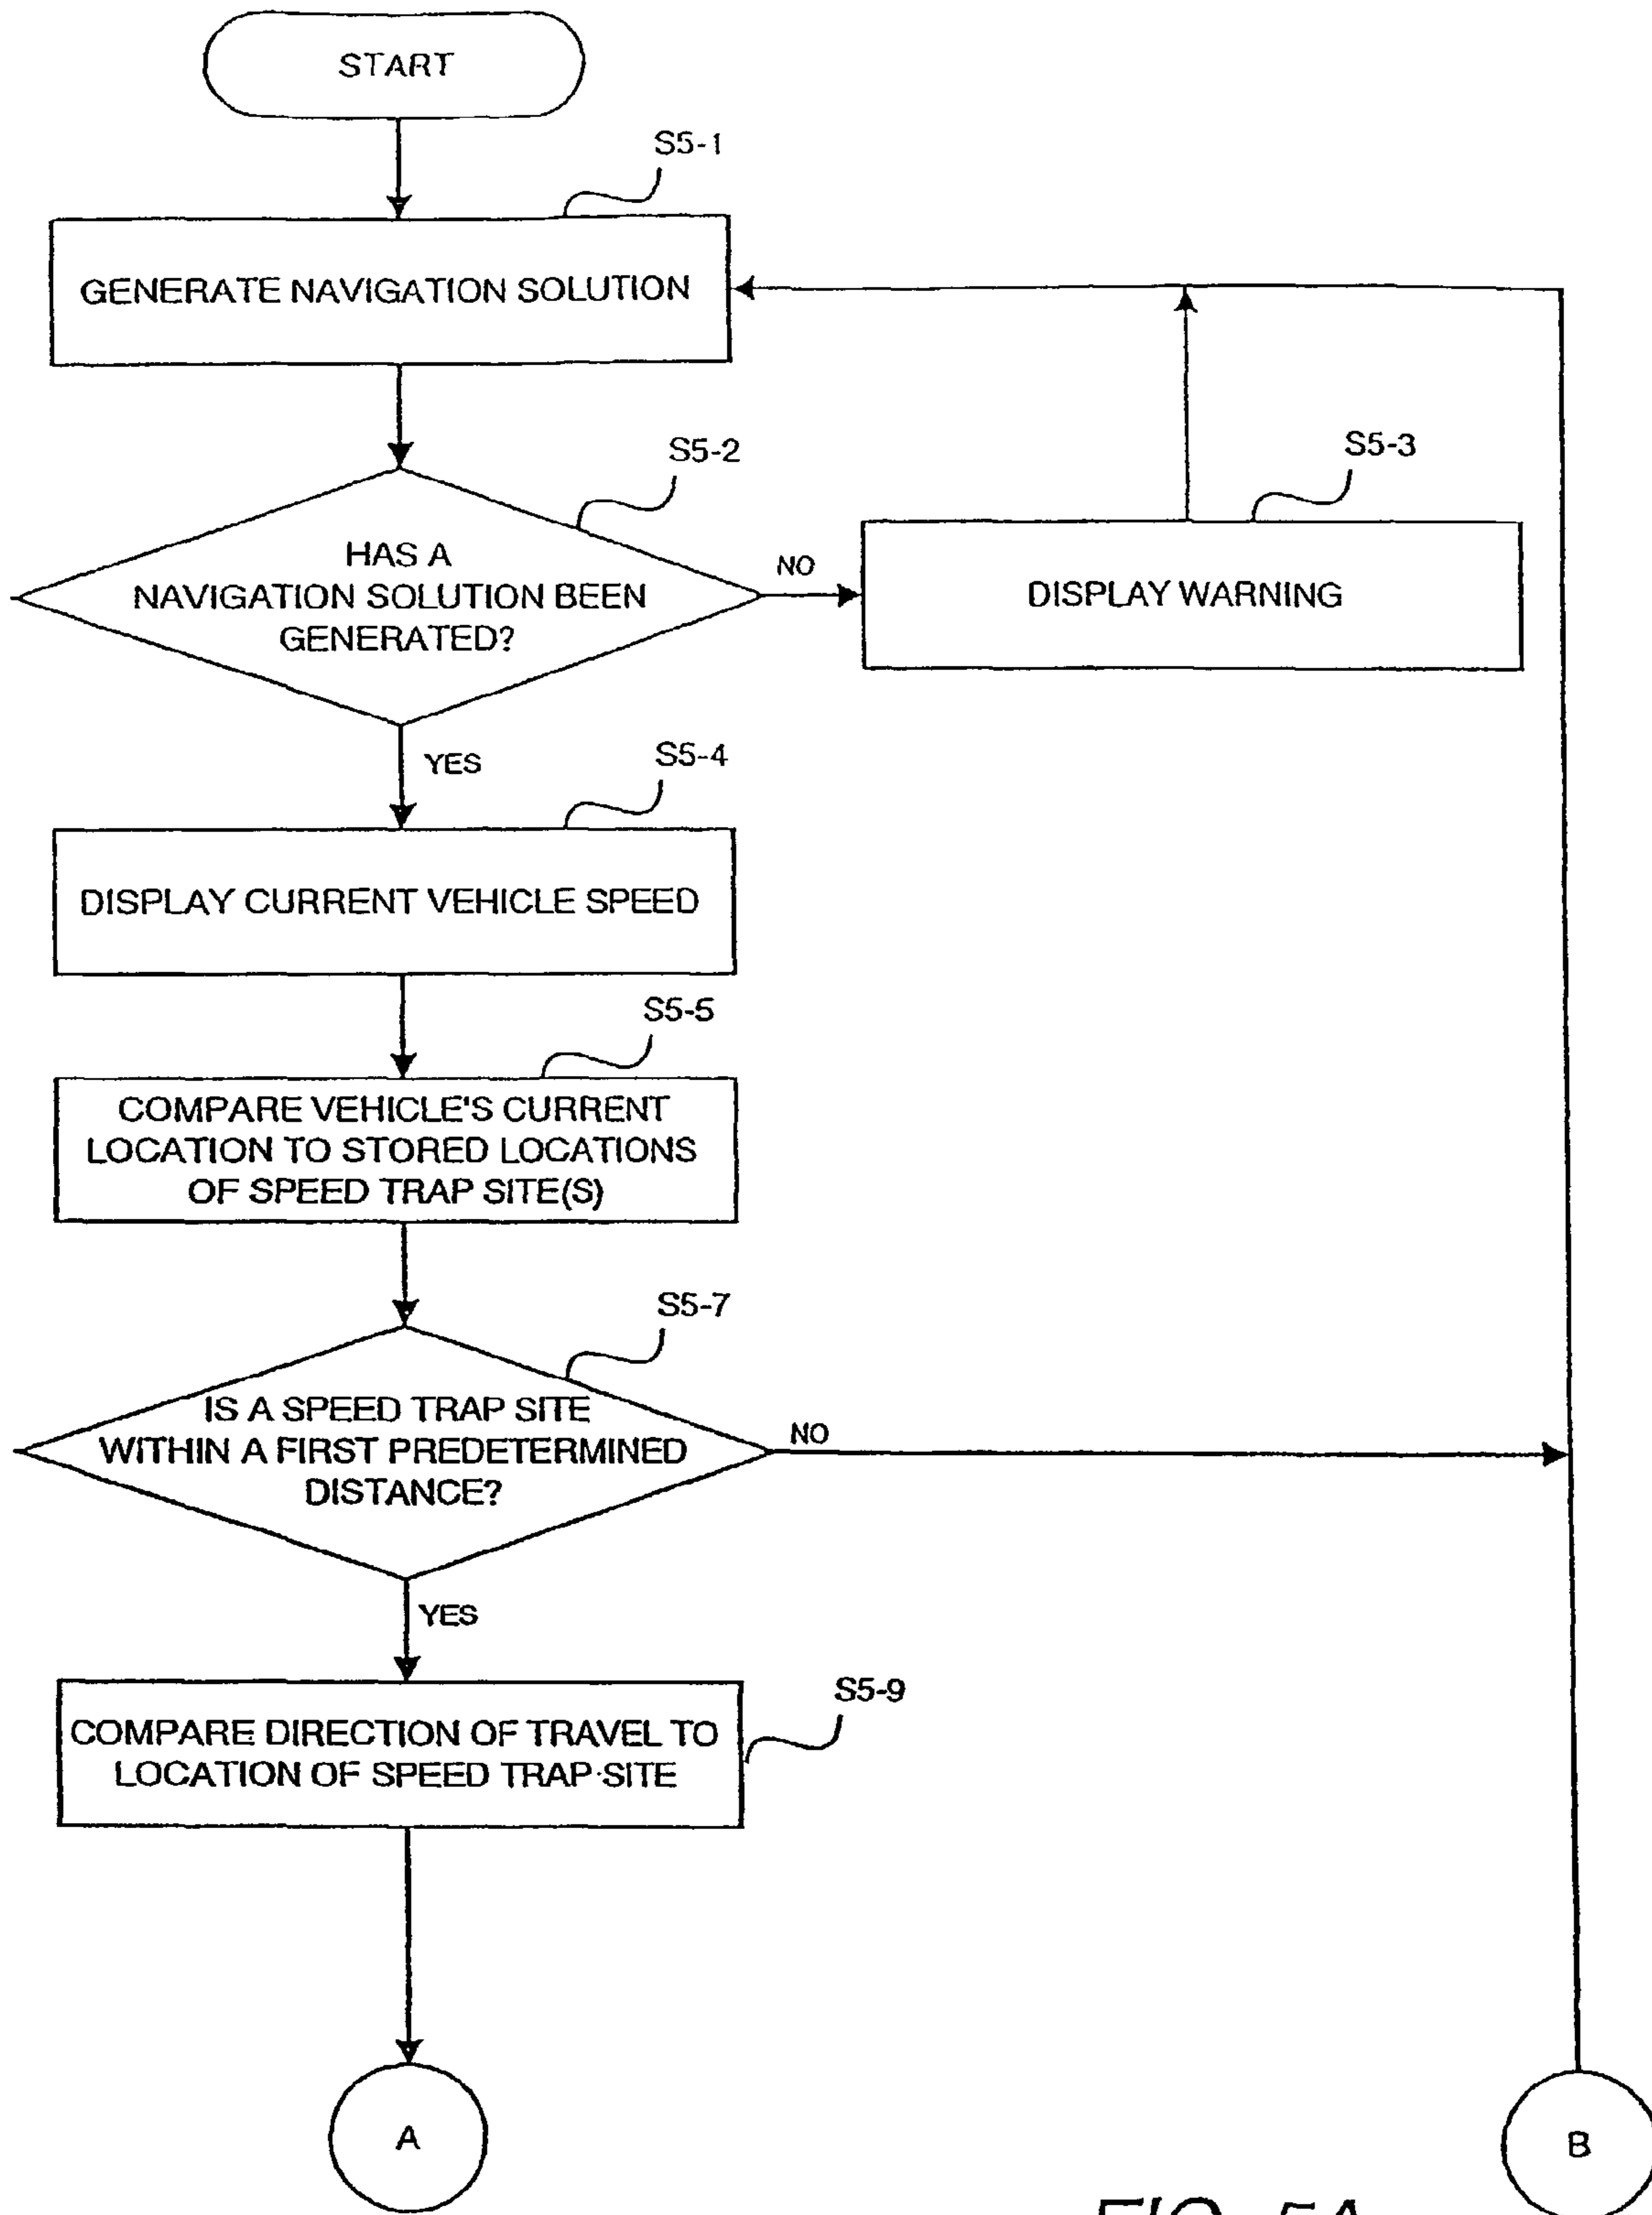 START
S5-1
GENERATE NAVIGATION SOLUTION
S5-2
HAS A
NAVIGATION SOLUTION BEEN
GENERATED?
NO
S5-3
DISPLAY WARNING
YES
S5-4
DISPLAY CURRENT VEHICLE SPEED
S5-5
COMPARE VEHICLE'S CURRENT
LOCATION TO STORED LOCATIONS
OF SPEED TRAP SITE(S)
S5-7
IS A SPEED TRAP SITE
WITHIN A FIRST PREDETERMINED
DISTANCE?
NO
YES
S5-9
COMPARE DIRECTION OF TRAVEL TO
LOCATION OF SPEED TRAP SITE
A
B
FIG. 5A